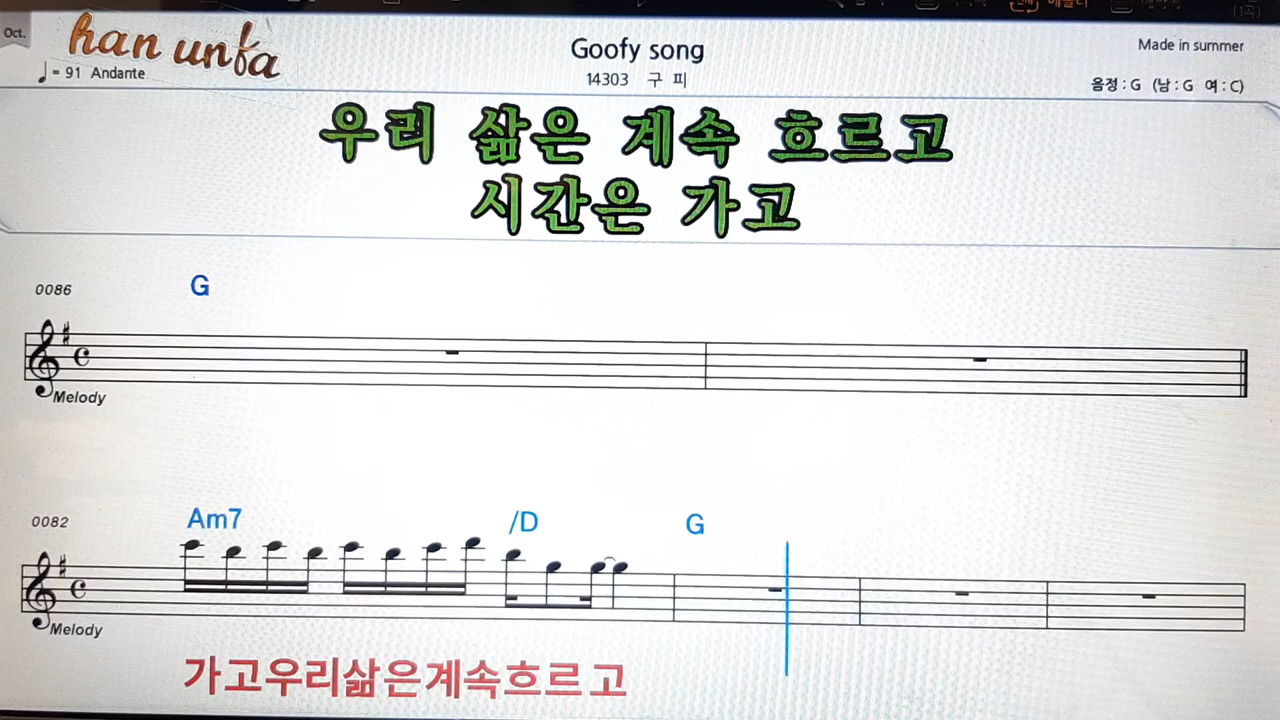 Oct.
han unfa
Goofy song
Made in summer
♩ = 91 Andante
14303 구 피
음정 : G (남 : G 여 : C)
우리 삶은 계속 흐르고
시간은 가고
0086
G
Melody
0082
Am7 /D G
Melody
가고우리삶은계속흐르고